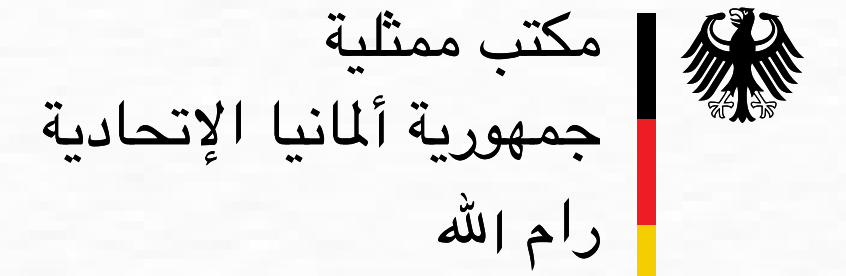 مكتب ممثلية
جمهورية ألمانيا الإتحادية
رام الله